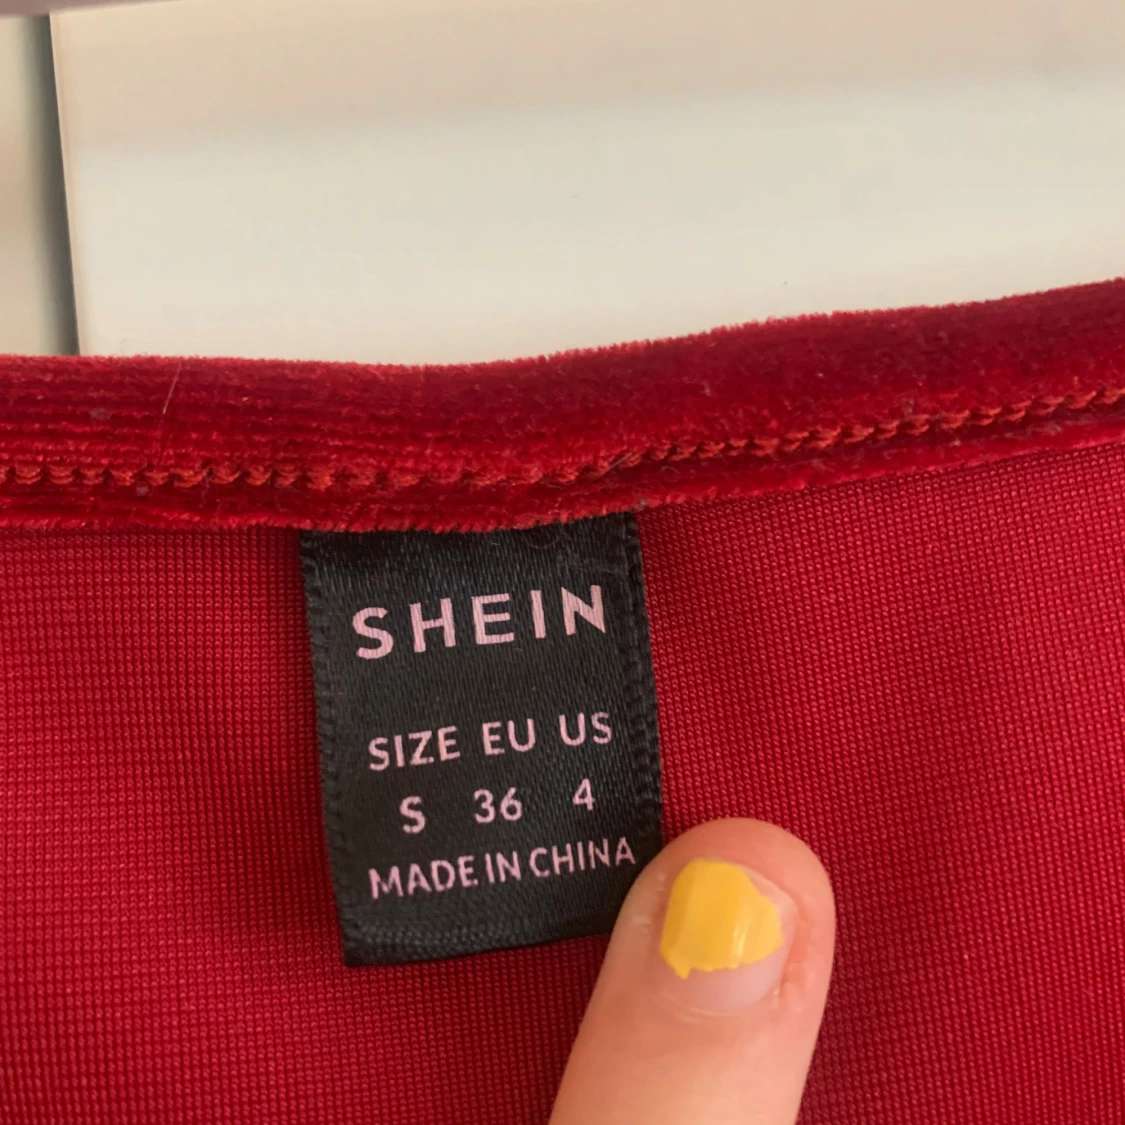 SHEIN
SIZE EU US
S 36 4
MADE IN CHINA